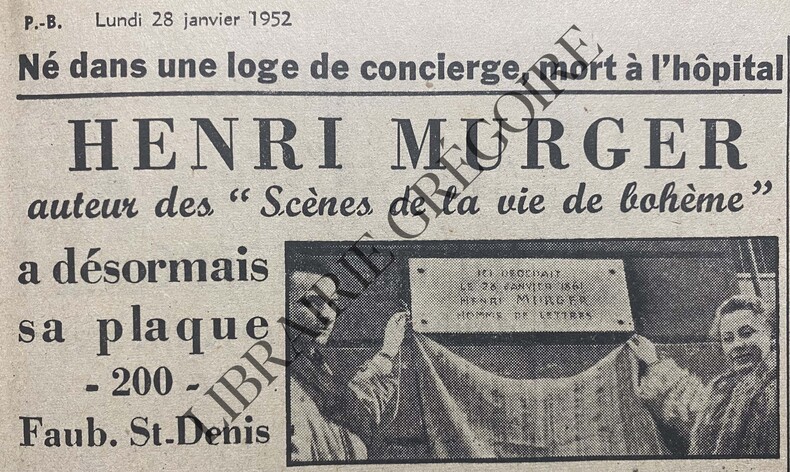 P.-B. Lundi 28 janvier 1952
Né dans une loge de concierge, mort à l'hôpital
HENRI MURGER
auteur des "Scènes de la vie de bohème"
a désormais
sa plaque
- 200 -
Faub. St-Denis
ICI DECEDAIT
LE 28 JANVIER 1861
HENRI MURGER
HOMME DE LETTRES
LIBRAIRIE GRÉGOIRE